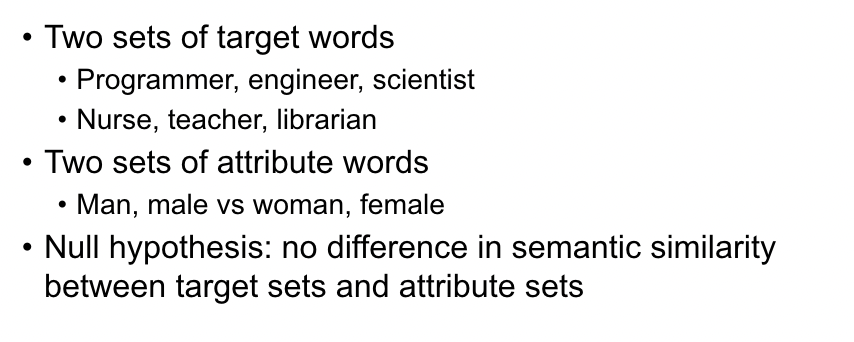 • Two sets of target words
• Programmer, engineer, scientist
• Nurse, teacher, librarian
• Two sets of attribute words
• Man, male vs woman, female
• Null hypothesis: no difference in semantic similarity
between target sets and attribute sets